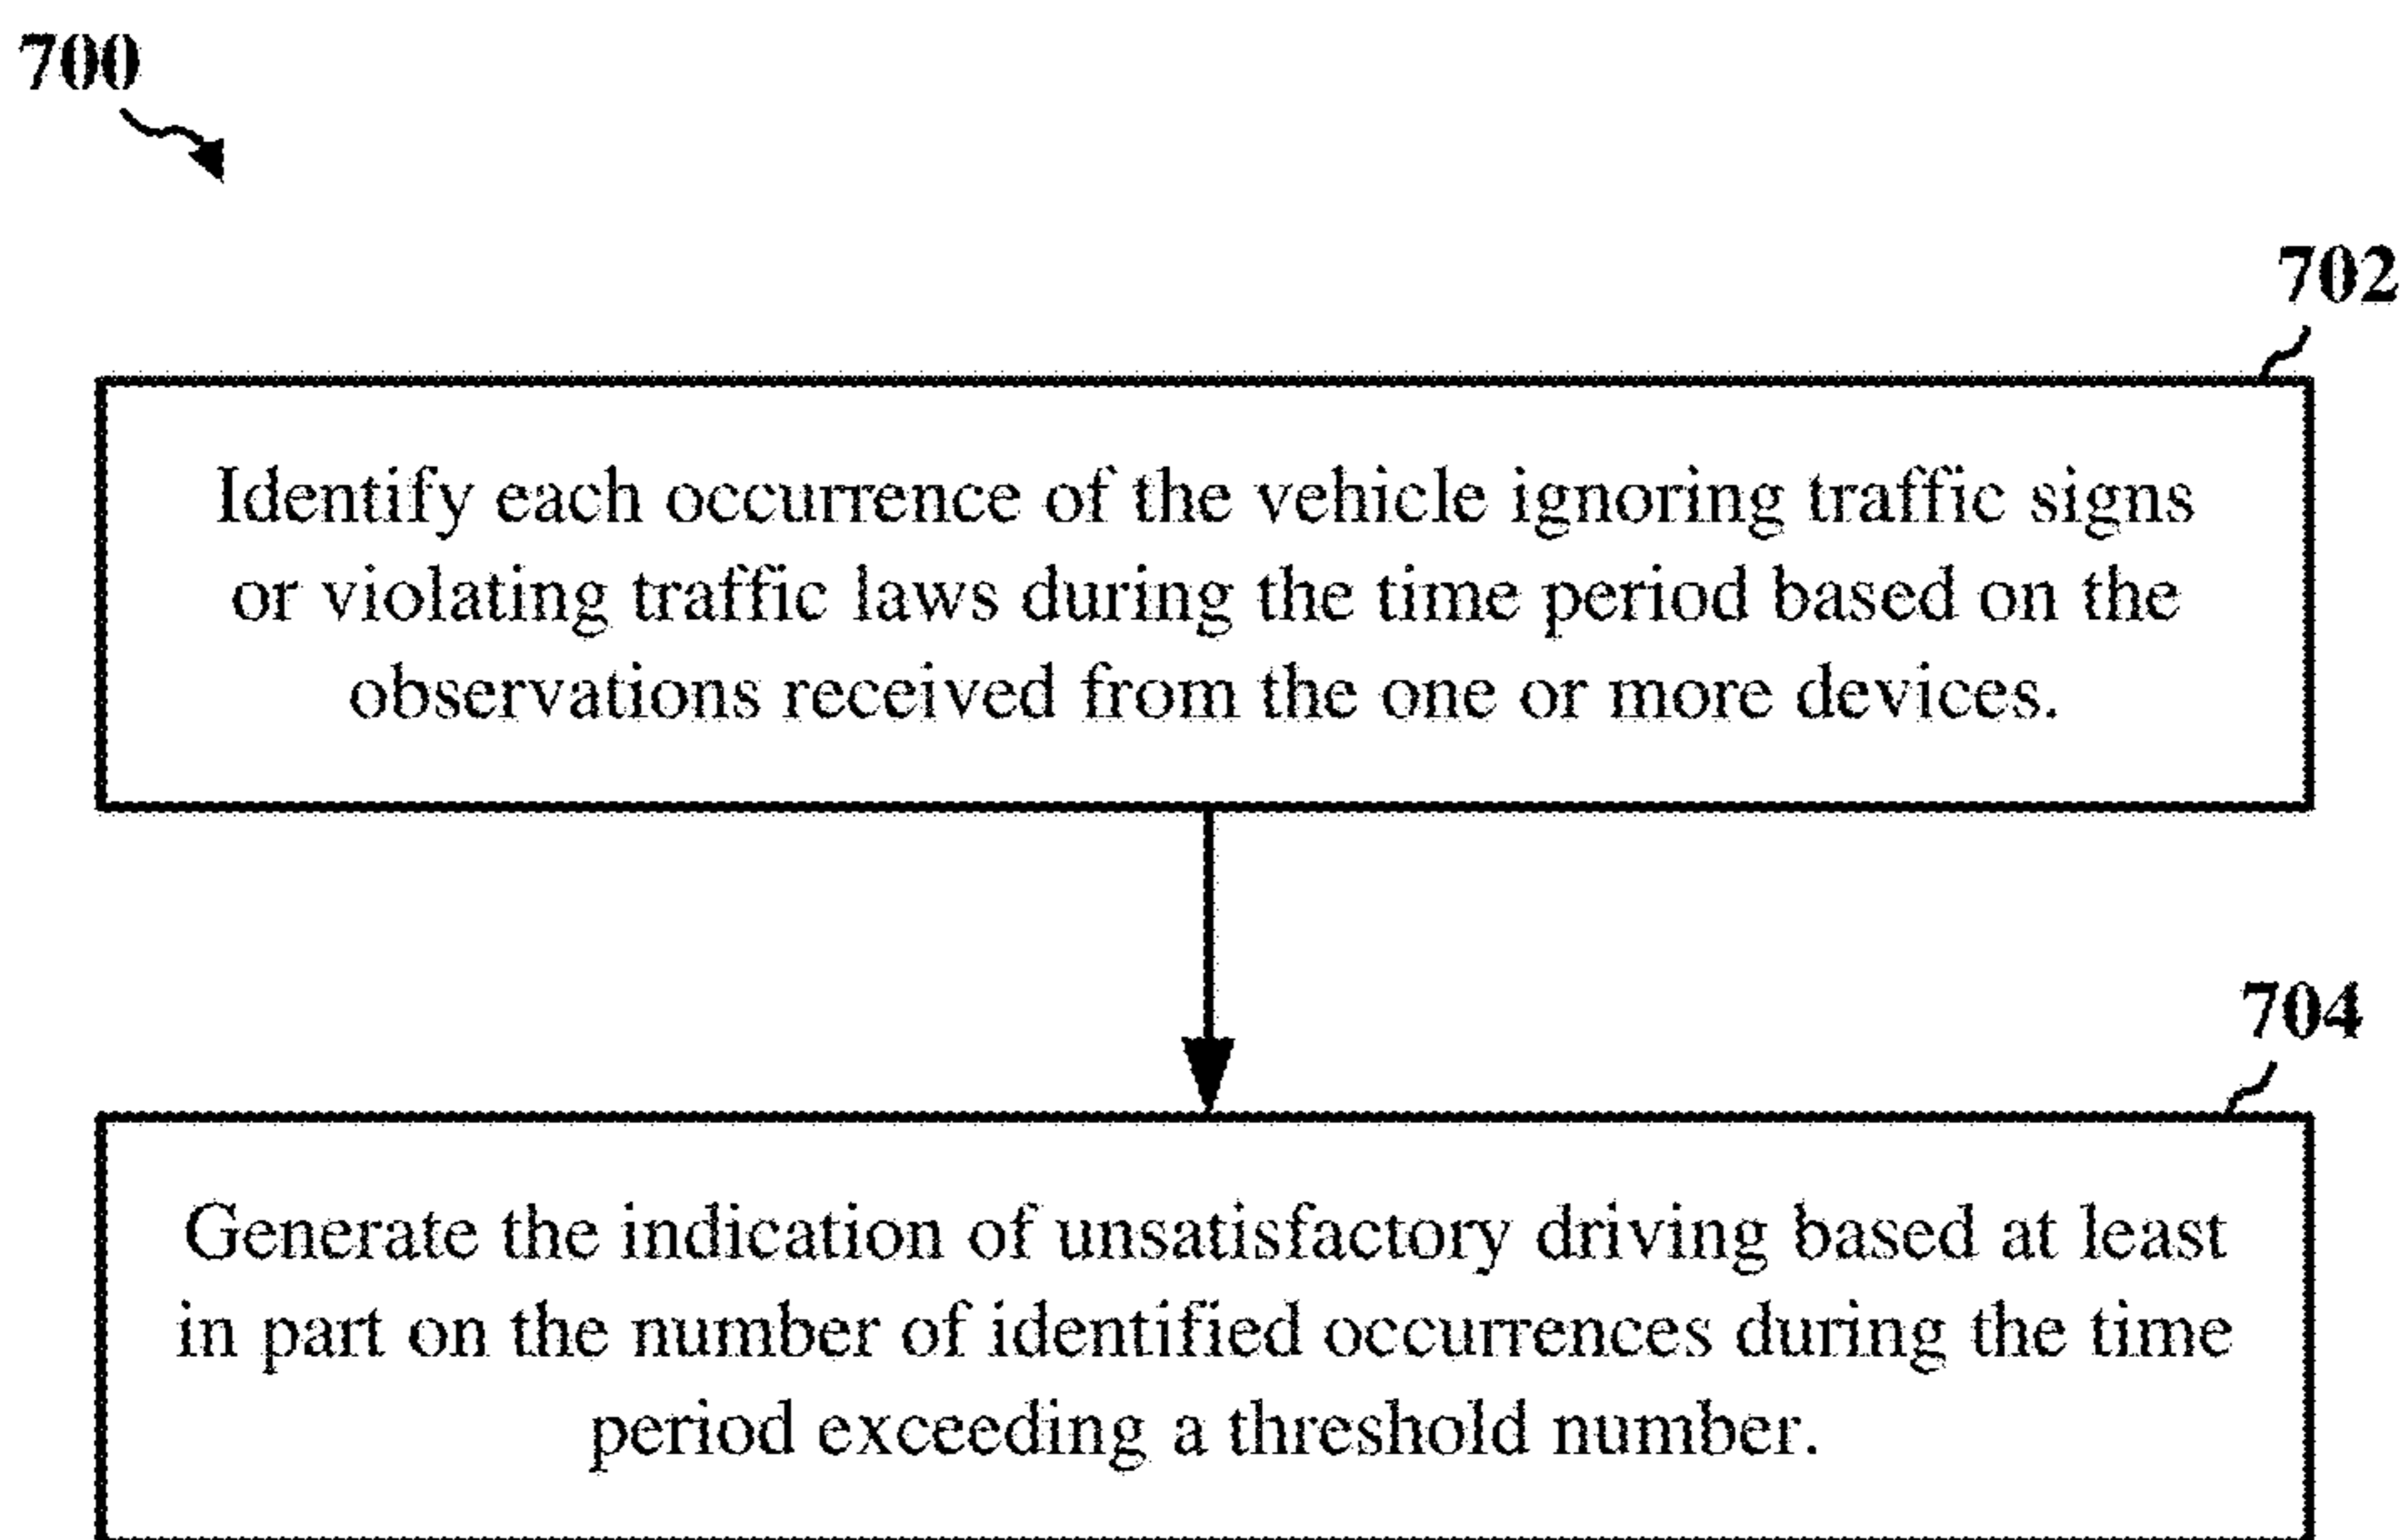 700
702
Identify each occurrence of the vehicle ignoring traffic signs
or violating traffic laws during the time period based on the
observations received from the one or more devices.
704
Generate the indication of unsatisfactory driving based at least
in part on the number of identified occurrences during the time
period exceeding a threshold number.